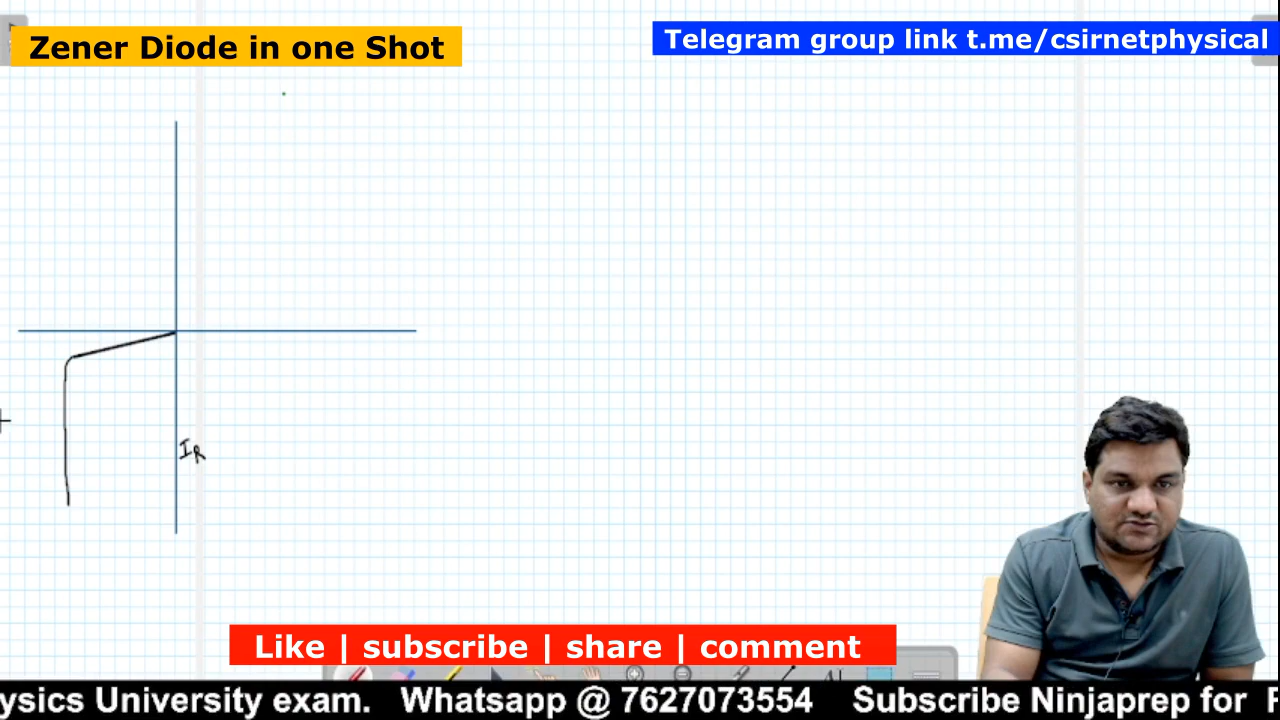 Zener Diode in one Shot
Telegram group link t.me/csirnetphysical
IR
Like | subscribe | share | comment
ysics University exam. Whatsapp @ 7627073554 Subscribe Ninjaprep for